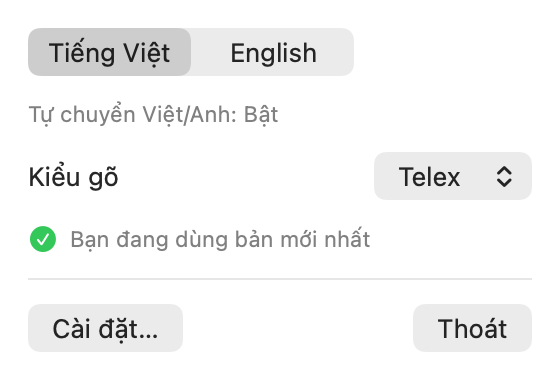 Tiếng Việt English
Tự chuyển Việt/Anh: Bật
Kiểu gõ Telex
Bạn đang dùng bản mới nhất
Cài đặt... Thoát